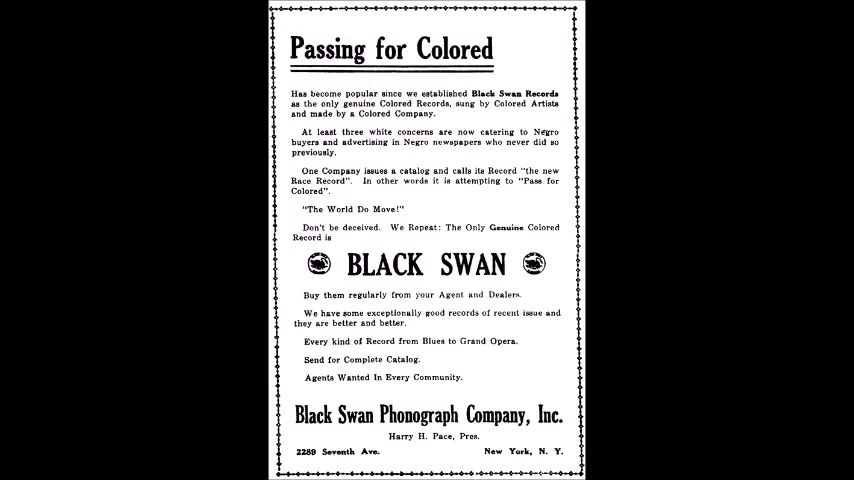 Passing for Colored
Has become popular since we established Black Swan Records
as the only genuine Colored Records, sung by Colored Artists
and made by a Colored Company.
At least three white concerns are now catering to Negro
buyers and advertising in Negro newspapers who never did so
previously.
One Company issues a catalog and calls its Record "the new
Race Record". In other words it is attempting to "Pass for
Colored".
"The World Do Move!"
Don't be deceived. We Repeat: The Only Genuine Colored
Record is
BLACK SWAN
Buy them regularly from your Agent and Dealers.
We have some exceptionally good records of recent issue and
they are better and better.
Every kind of Record from Blues to Grand Opera.
Send for Complete Catalog.
Agents Wanted In Every Community.
Black Swan Phonograph Company, Inc.
Harry H. Pace, Pres.
2289 Seventh Ave. New York, N. Y.